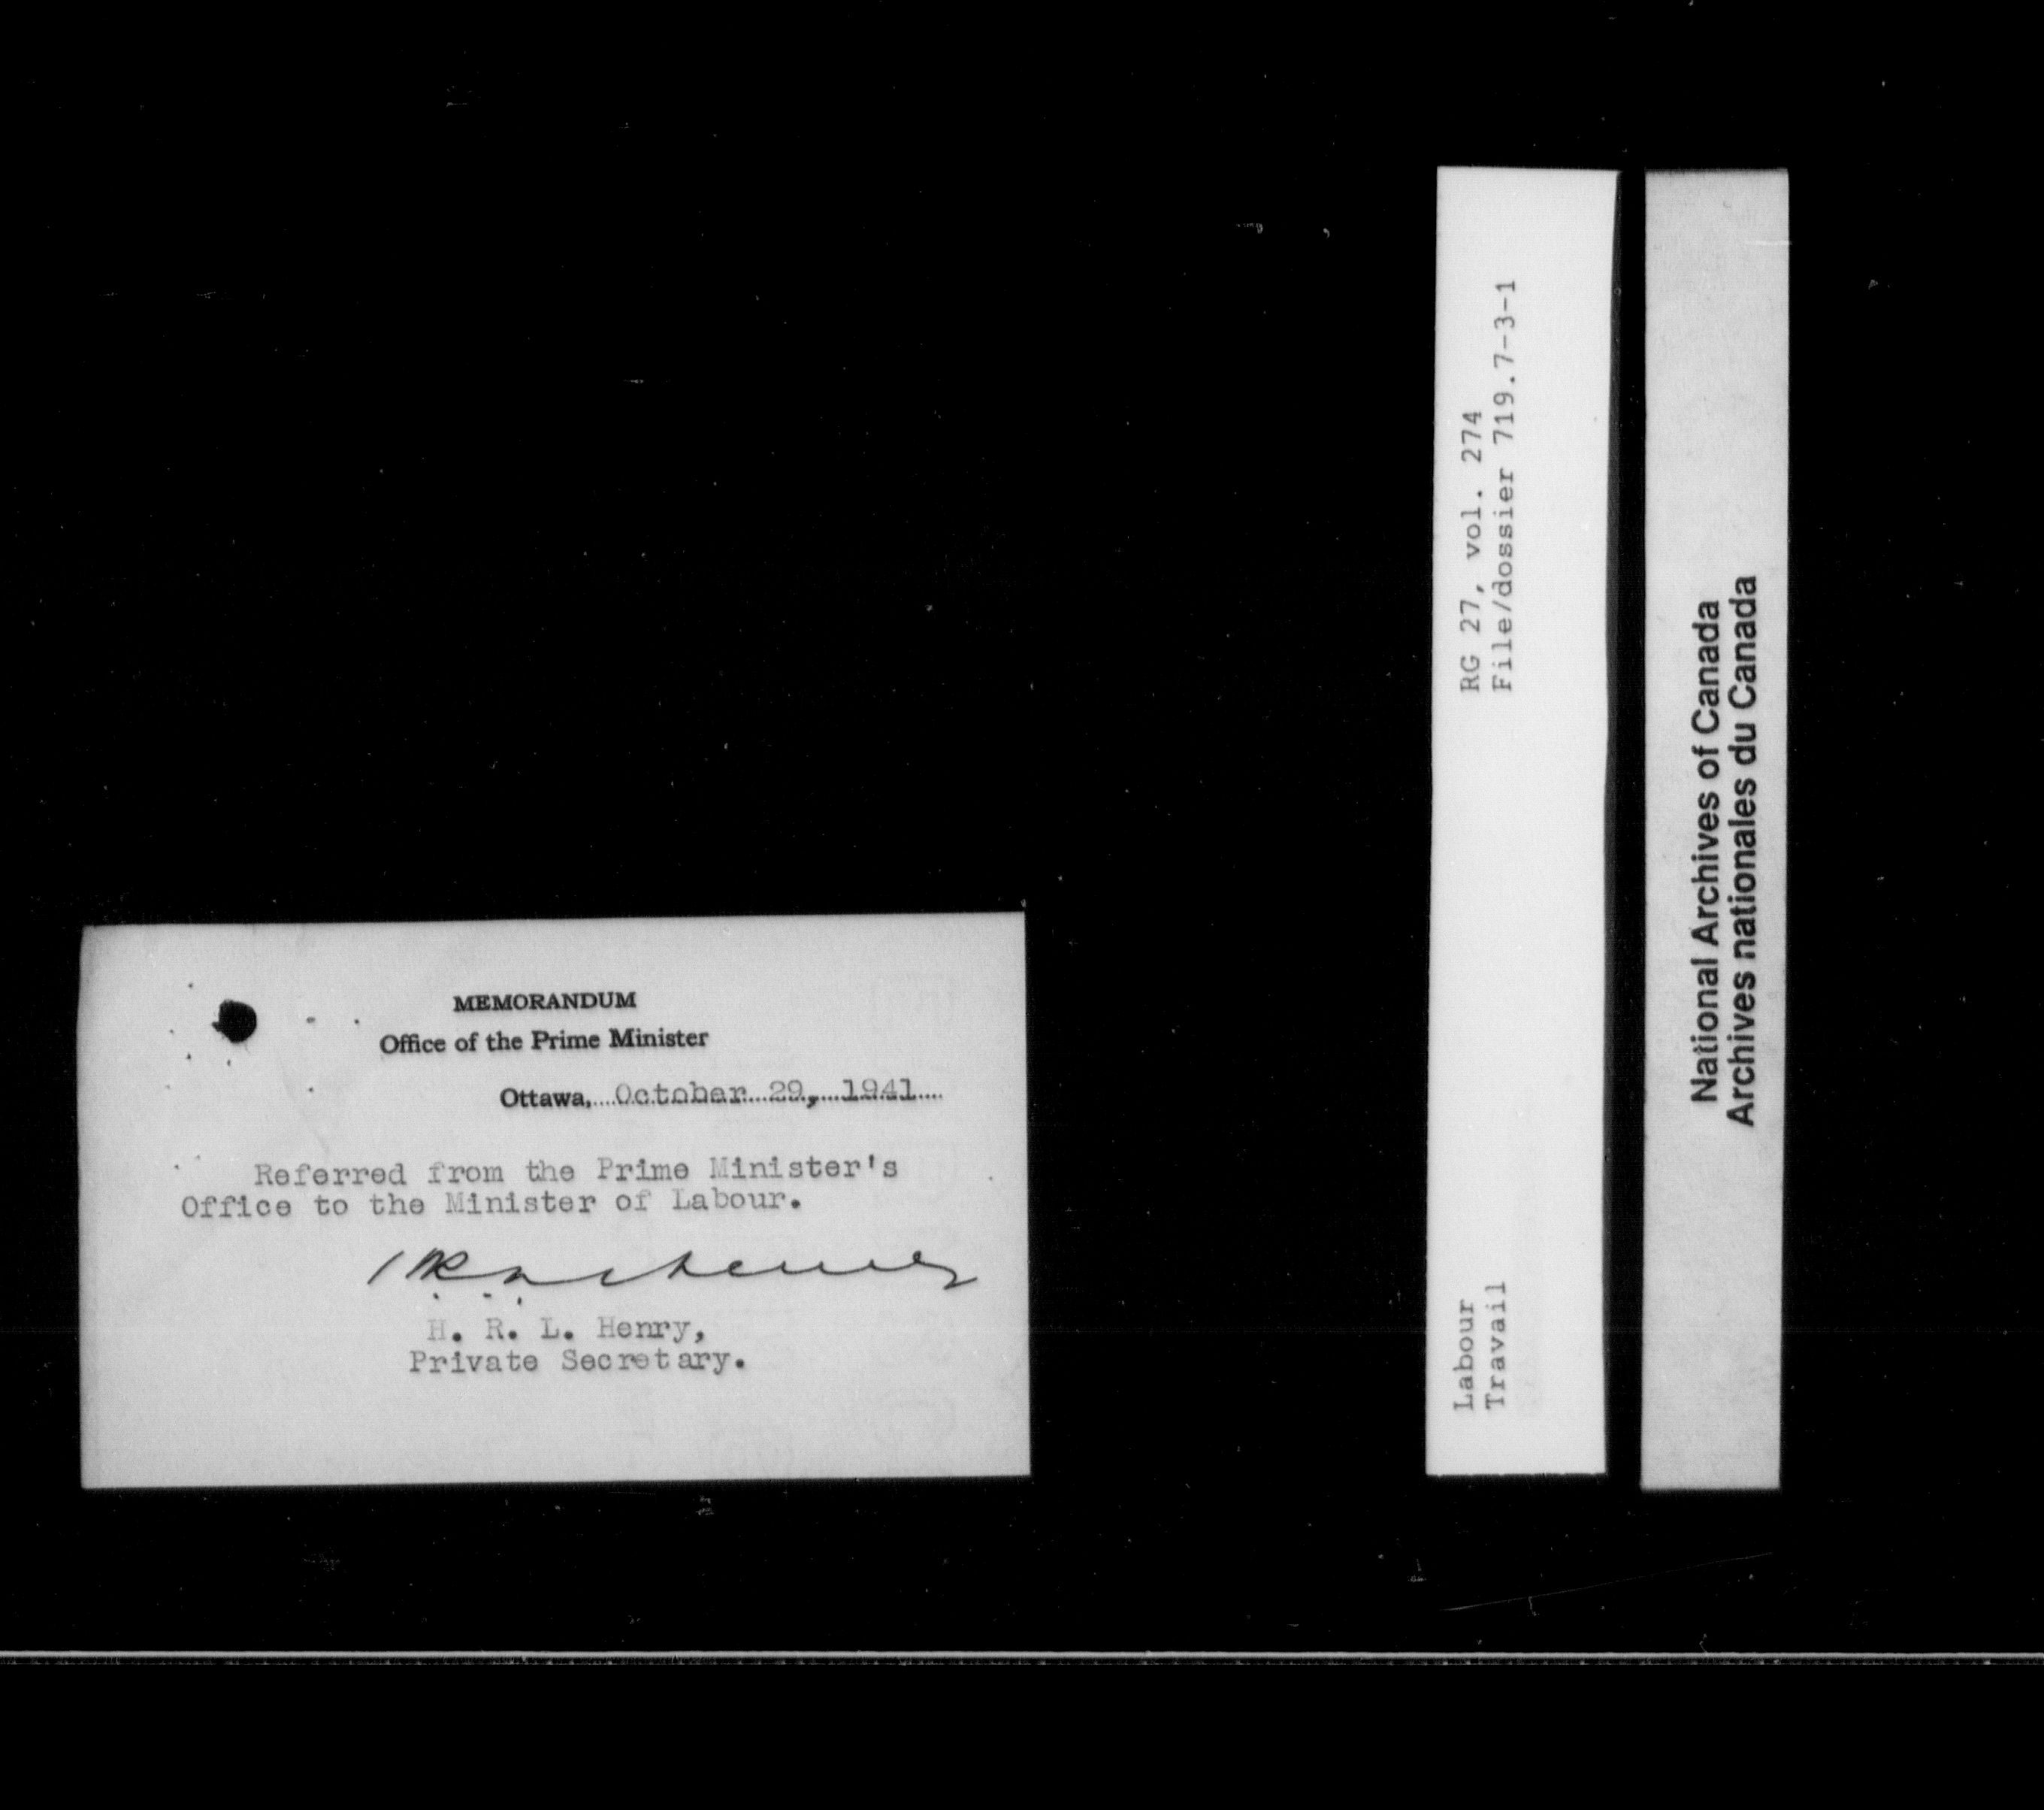 MEMORANDUM
Office of the Prime Minister
Ottawa, October 29, 1941
Referred from the Prime Minister's
Office to the Minister of Labour.
H. R. L. Henry,
Private Secretary.
Labour
Travail
RG 27, vol. 274
File/dossier 719.7-3-1
National Archives of Canada
Archives nationales du Canada